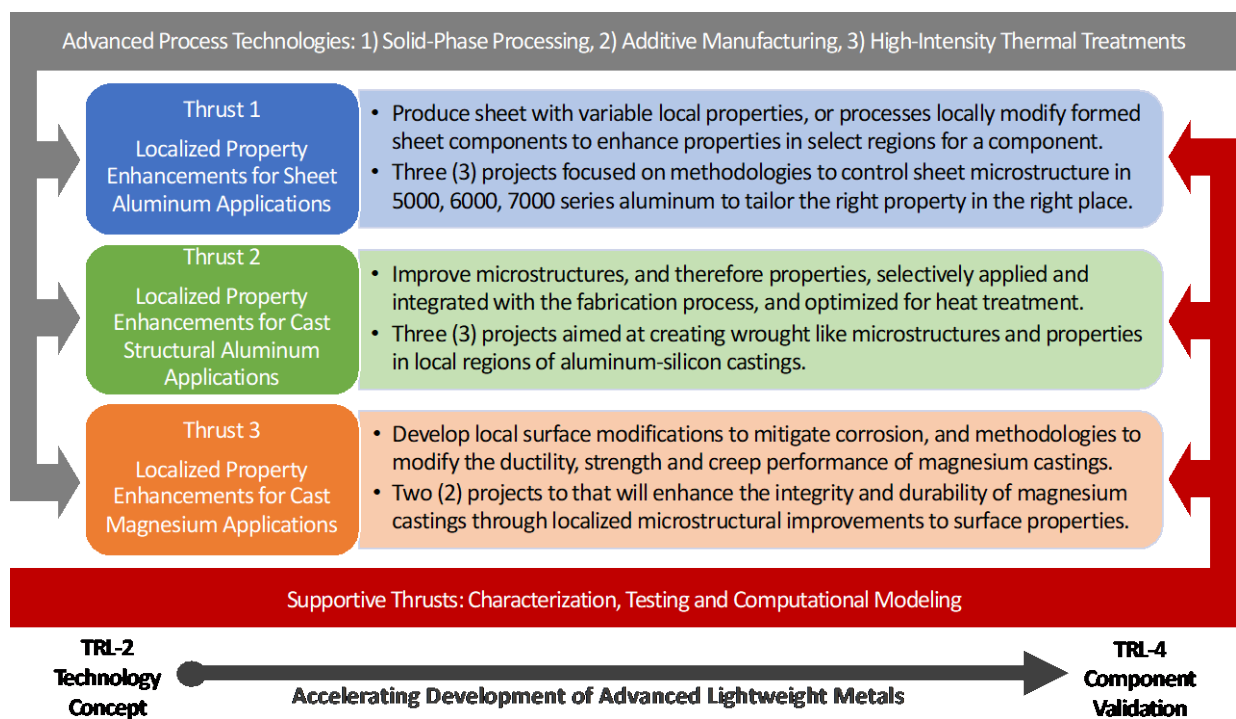 Advanced Process Technologies: 1) Solid-Phase Processing, 2) Additive Manufacturing, 3) High-Intensity Thermal Treatments
Thrust 1
Localized Property
Enhancements for Sheet
Aluminum Applications
• Produce sheet with variable local properties, or processes locally modify formed
sheet components to enhance properties in select regions for a component.
• Three (3) projects focused on methodologies to control sheet microstructure in
5000, 6000, 7000 series aluminum to tailor the right property in the right place.
Thrust 2
Localized Property
Enhancements for Cast
Structural Aluminum
Applications
• Improve microstructures, and therefore properties, selectively applied and
integrated with the fabrication process, and optimized for heat treatment.
• Three (3) projects aimed at creating wrought like microstructures and properties
in local regions of aluminum-silicon castings.
Thrust 3
Localized Property
Enhancements for Cast
Magnesium Applications
• Develop local surface modifications to mitigate corrosion, and methodologies to
modify the ductility, strength and creep performance of magnesium castings.
• Two (2) projects to that will enhance the integrity and durability of magnesium
castings through localized microstructural improvements to surface properties.
Supportive Thrusts: Characterization, Testing and Computational Modeling
TRL-2
Technology
Concept
Accelerating Development of Advanced Lightweight Metals
TRL-4
Component
Validation